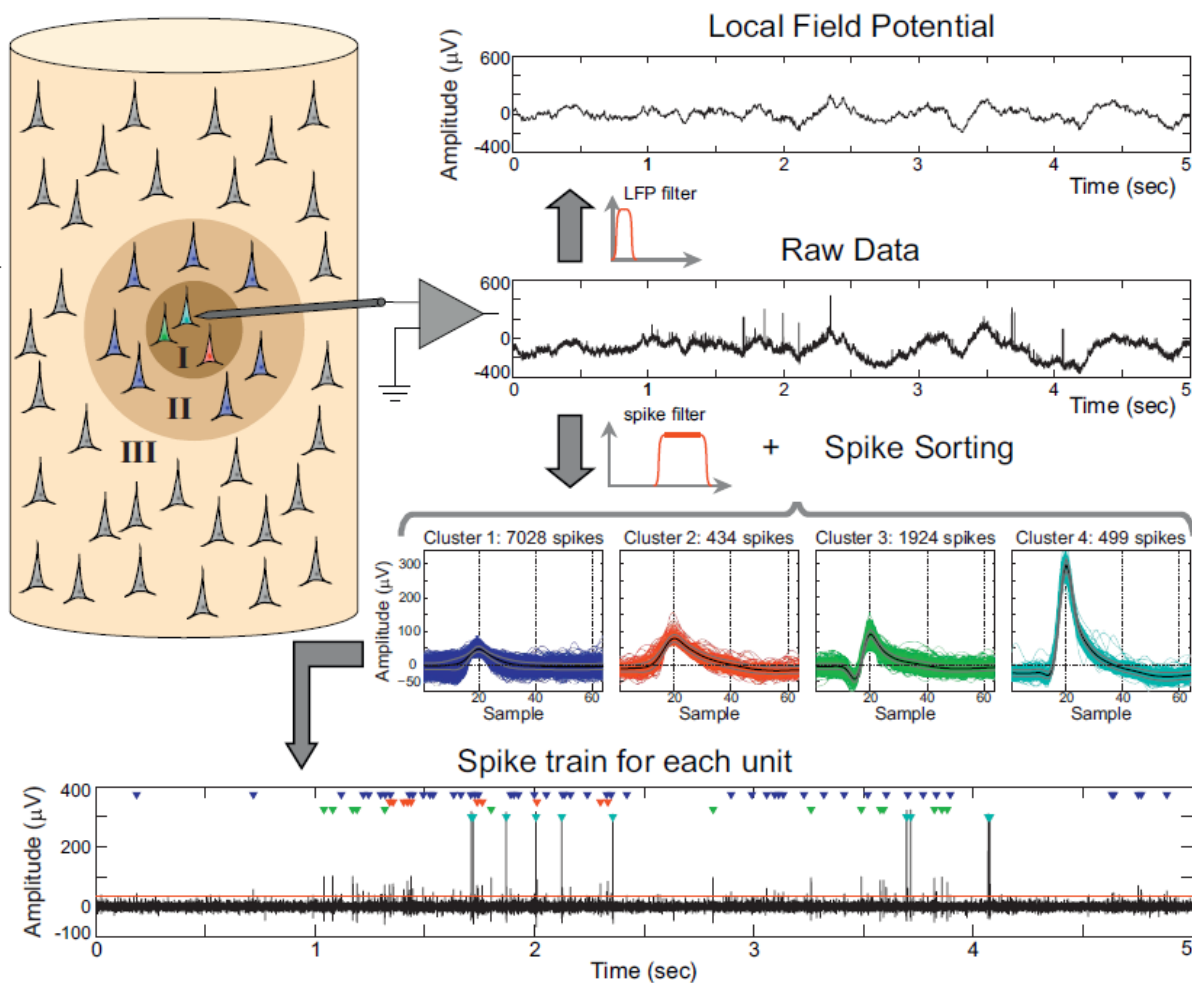 Local Field Potential
Amplitude (µV)
600
0
-400
0 1 2 3 4 5
Time (sec)
LFP filter
Raw Data
600
0
-400
0 1 2 3 4 5
Time (sec)
I
II
III
spike filter
+ Spike Sorting
Cluster 1: 7028 spikes Cluster 2: 434 spikes Cluster 3: 1924 spikes Cluster 4: 499 spikes
Amplitude (µV)
300
200
100
0
-50
20 40 60 20 40 60 20 40 60 20 40 60
Sample Sample Sample Sample
Spike train for each unit
Amplitude (µV)
400
200
0
-100
0 1 2 3 4 5
Time (sec)